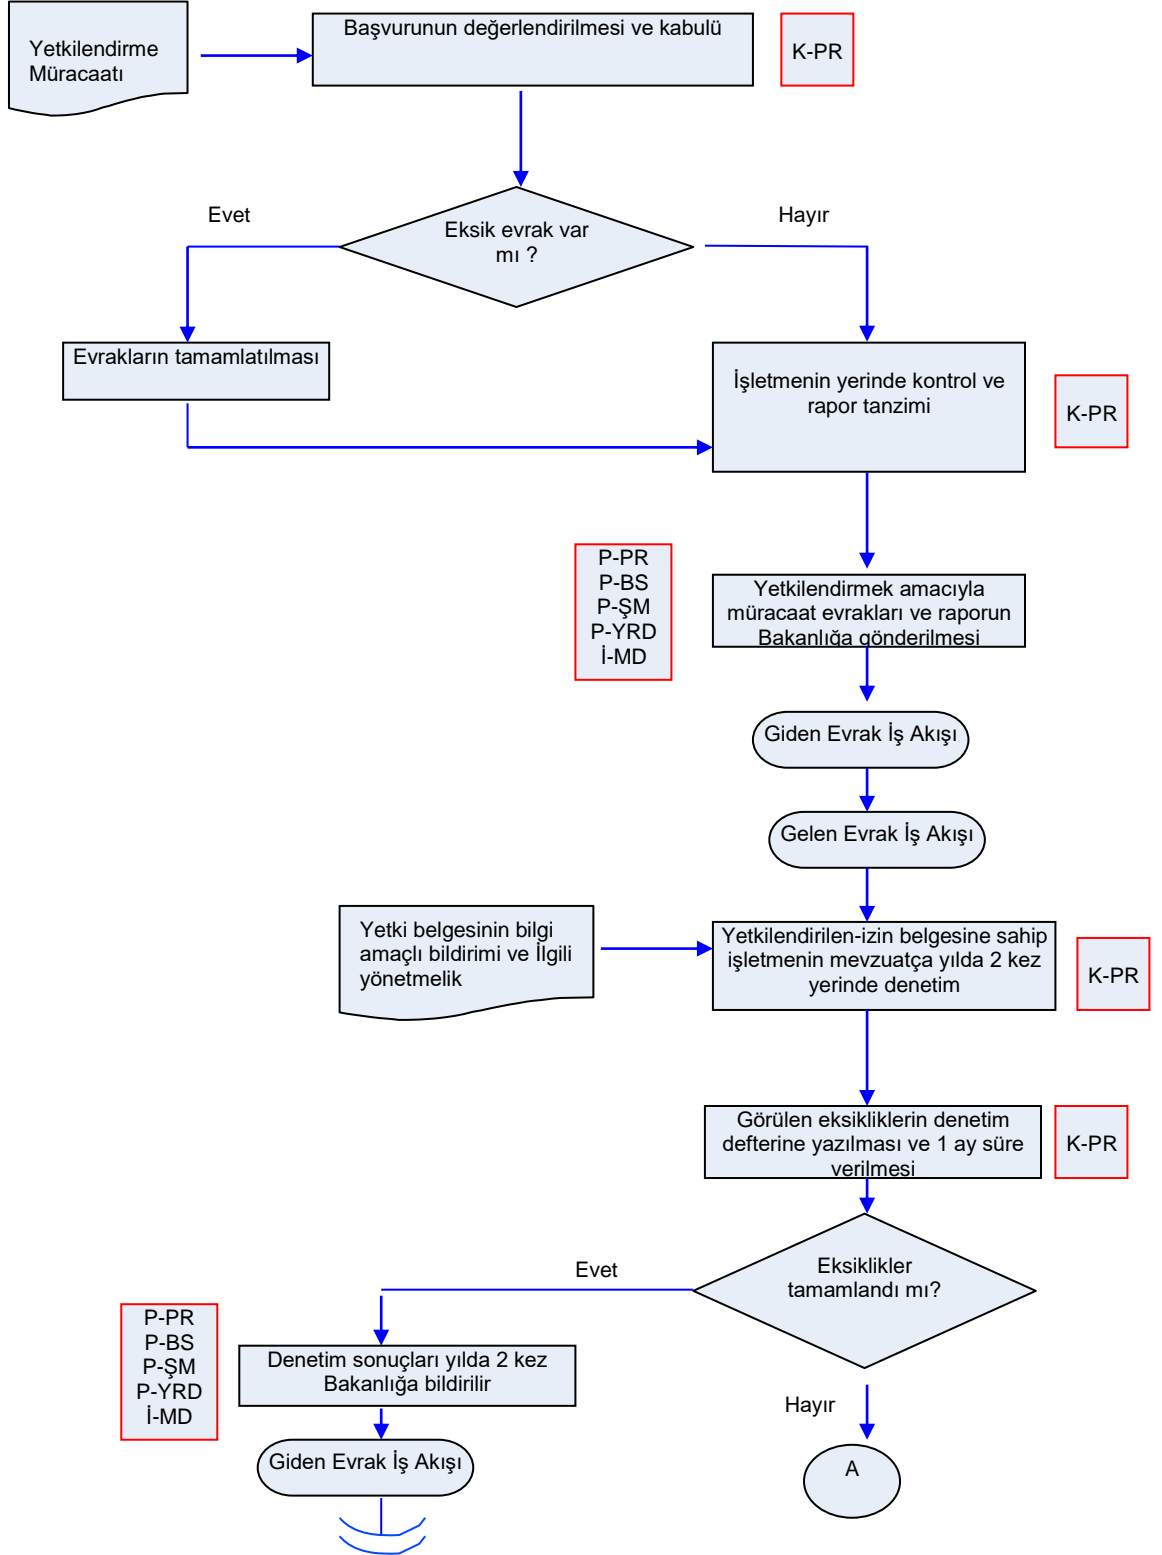 Yetkilendirme
Müracaatı
Başvurunun değerlendirilmesi ve kabulü
K-PR
Evet
Hayır
Eksik evrak var
mı ?
Evrakların tamamlatılması
İşletmenin yerinde kontrol ve
rapor tanzimi
K-PR
P-PR
P-BS
P-ŞM
P-YRD
İ-MD
Yetkilendirmek amacıyla
müracaat evrakları ve raporun
Bakanlığa gönderilmesi
Giden Evrak İş Akışı
Gelen Evrak İş Akışı
Yetki belgesinin bilgi
amaçlı bildirimi ve İlgili
yönetmelik
Yetkilendirilen-izin belgesine sahip
işletmenin mevzuatça yılda 2 kez
yerinde denetim
K-PR
Görülen eksikliklerin denetim
defterine yazılması ve 1 ay süre
verilmesi
K-PR
Eksiklikler
tamamlandı mı?
Evet
P-PR
P-BS
P-ŞM
P-YRD
İ-MD
Denetim sonuçları yılda 2 kez
Bakanlığa bildirilir
Hayır
Giden Evrak İş Akışı
A